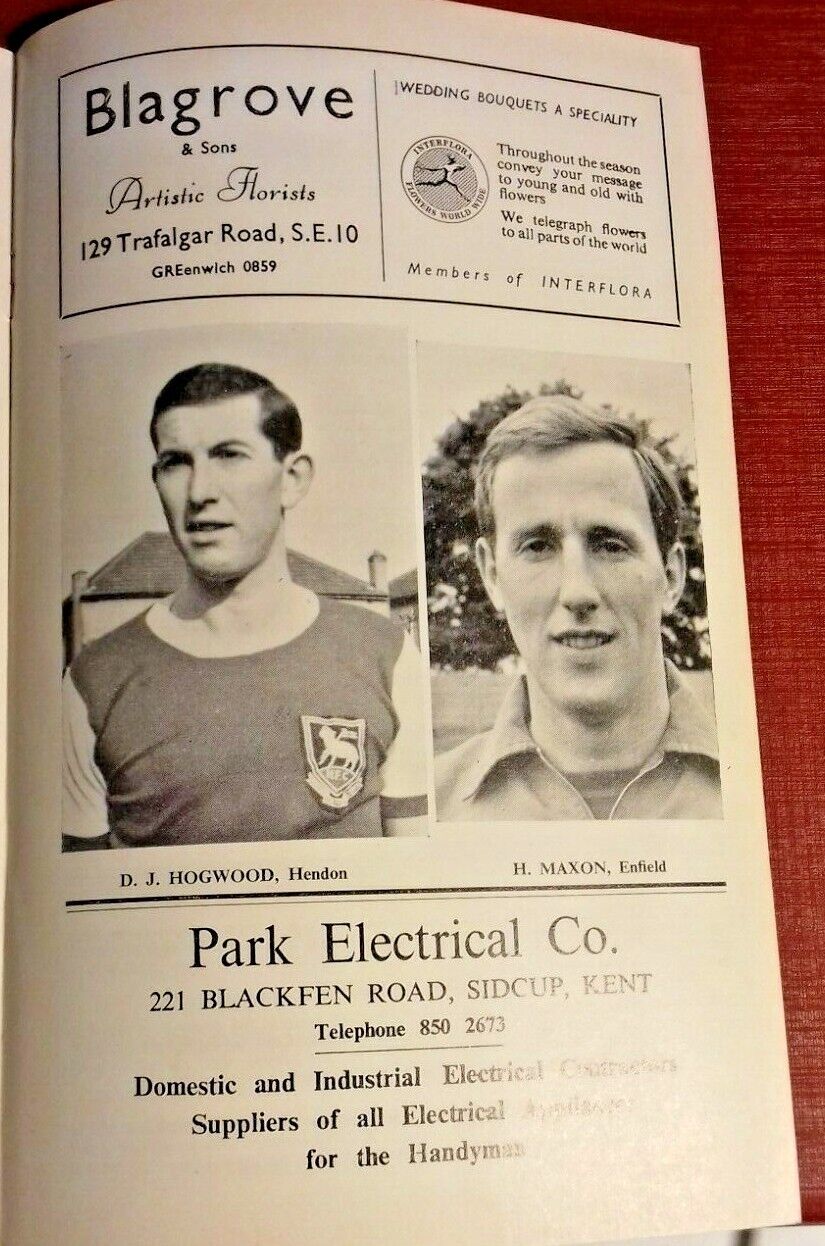 Blagrove
& Sons
Artistic Florists
129 Trafalgar Road, S.E.10
GREenwich 0859
WEDDING BOUQUETS A SPECIALITY
INTERFLORA
FLOWERS WORLD WIDE
Throughout the season
convey your message
to young and old with
flowers
We telegraph flowers
to all parts of the world
Members of INTERFLORA
D. J. HOGWOOD, Hendon
H. MAXON, Enfield
Park Electrical Co.
221 BLACKFEN ROAD, SIDCUP, KENT
Telephone 850 2673
Domestic and Industrial Electrical Contractors
Suppliers of all Electrical Appliances
for the Handyman